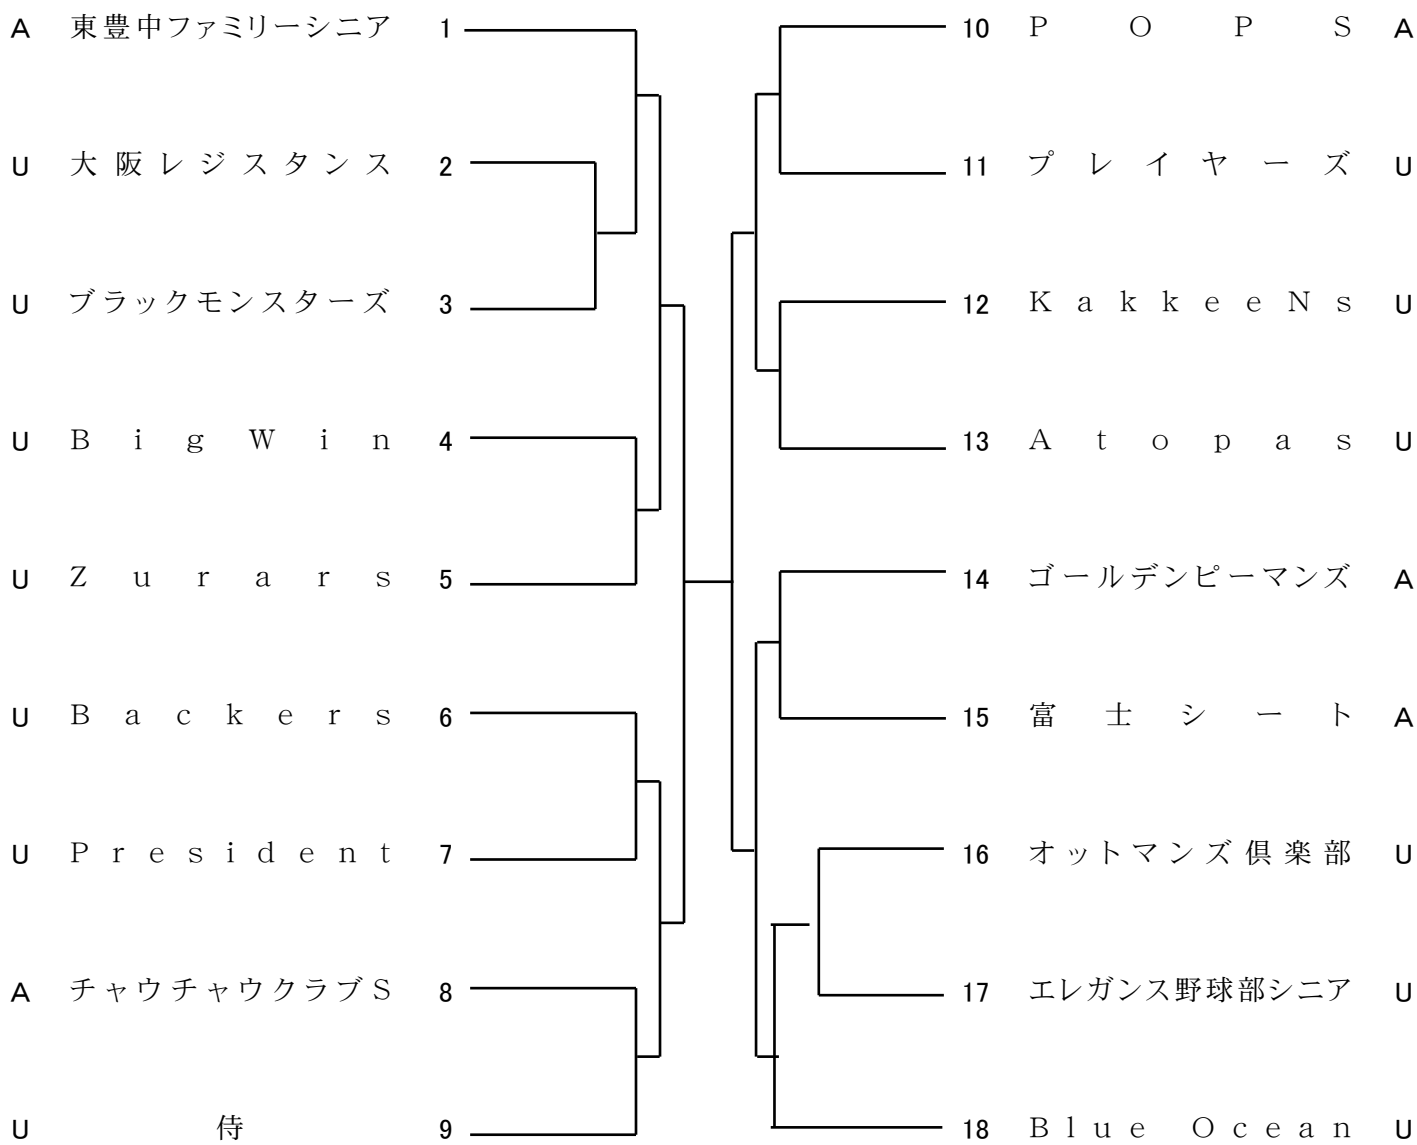 A 東豊中ファミリーシニア 1
U 大阪レジスタンス 2
U ブラックモンスターズ 3
U BigWin 4
U Zurars 5
U Backers 6
U President 7
A チャウチャウクラブS 8
U 侍 9
10 POPS A
11 プレイヤーズ U
12 KakkeeNs U
13 Atopas U
14 ゴールデンピーマンズ A
15 富士シート A
16 オットマンズ倶楽部 U
17 エレガンス野球部シニア U
18 Blue Ocean U